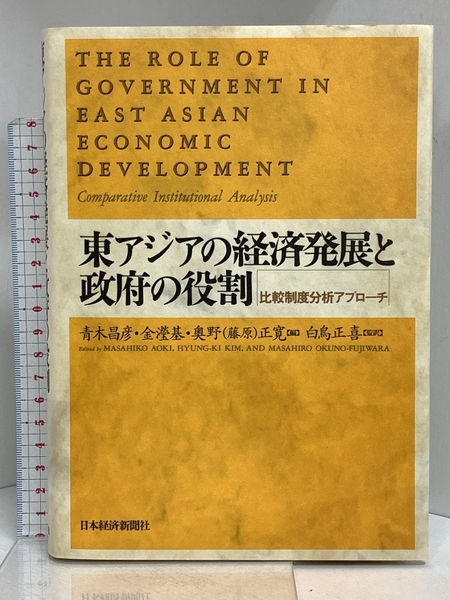 THE ROLE OF
GOVERNMENT IN
EAST ASIAN
ECONOMIC
DEVELOPMENT
Comparative Institutional Analysis
東アジアの経済発展と
政府の役割
比較制度分析アプローチ
青木昌彦・金瀅基・奥野(藤原)正寛[編] 白鳥正喜[監訳]
Edited by MASAHIKO AOKI, HYUNG-KI KIM, AND MASAHIRO OKUNO-FUJIWARA
日本経済新聞社